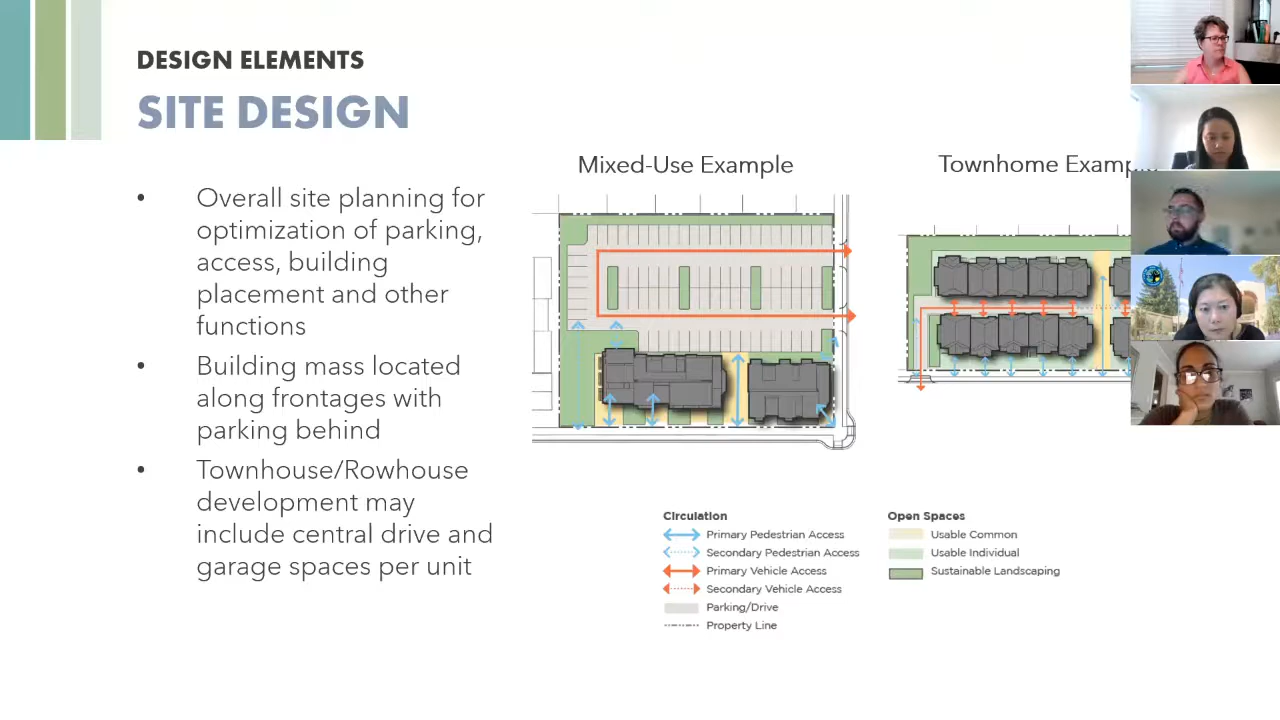 DESIGN ELEMENTS
SITE DESIGN
• Overall site planning for
optimization of parking,
access, building
placement and other
functions
• Building mass located
along frontages with
parking behind
• Townhouse/Rowhouse
development may
include central drive and
garage spaces per unit
Mixed-Use Example
Townhome Example
Circulation
Primary Pedestrian Access
Secondary Pedestrian Access
Primary Vehicle Access
Secondary Vehicle Access
Parking/Drive
Property Line
Open Spaces
Usable Common
Usable Individual
Sustainable Landscaping